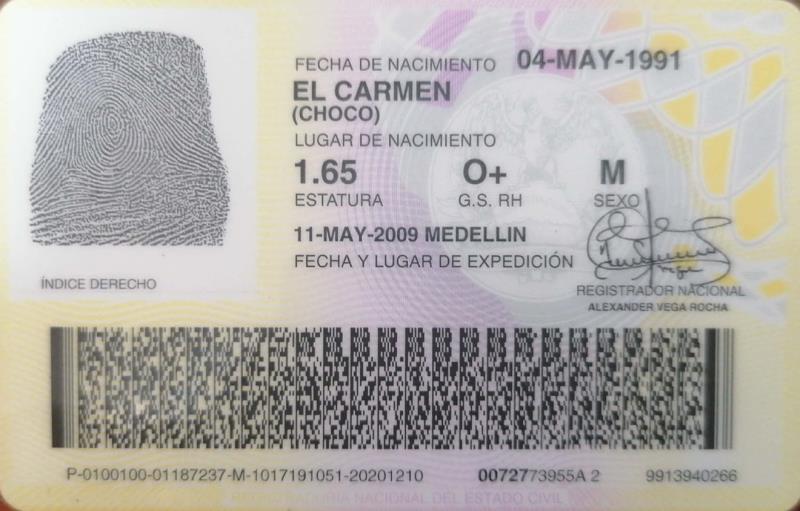 FECHA DE NACIMIENTO 04-MAY-1991
EL CARMEN
(CHOCO)
LUGAR DE NACIMIENTO
1.65 O+ M
ESTATURA G.S. RH SEXO
11-MAY-2009 MEDELLIN
FECHA Y LUGAR DE EXPEDICIÓN
ÍNDICE DERECHO
REGISTRADOR NACIONAL
ALEXANDER VEGA ROCHA
P-0100100-01187237-M-1017191051-20201210 0072773955A 2 9913940266
REGISTRADURIA NACIONAL DEL ESTADO CIVIL